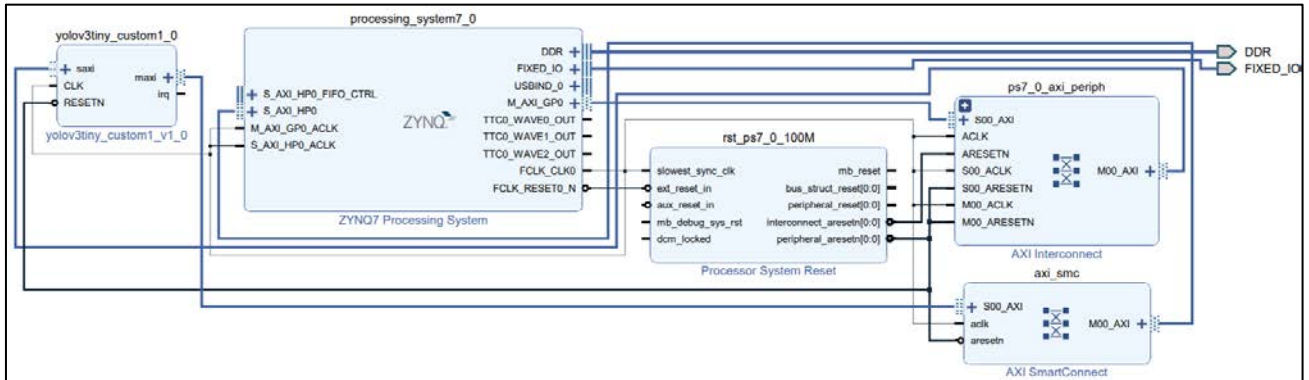 yolov3tiny_custom1_0
saxi
CLK
RESETN
maxi
irq
yolov3tiny_custom1_v1_0
processing_system7_0
S_AXI_HP0_FIFO_CTRL
S_AXI_HP0
M_AXI_GP0_ACLK
S_AXI_HP0_ACLK
ZYNQ
DDR
FIXED_IO
USBIND_0
M_AXI_GP0
TTC0_WAVE0_OUT
TTC0_WAVE1_OUT
TTC0_WAVE2_OUT
FCLK_CLK0
FCLK_RESET0_N
ZYNQ7 Processing System
rst_ps7_0_100M
slowest_sync_clk
ext_reset_in
aux_reset_in
mb_debug_sys_rst
dcm_locked
mb_reset
bus_struct_reset[0:0]
peripheral_reset[0:0]
interconnect_aresetn[0:0]
peripheral_aresetn[0:0]
Processor System Reset
ps7_0_axi_periph
S00_AXI
ACLK
ARESETN
S00_ACLK
S00_ARESETN
M00_ACLK
M00_ARESETN
M00_AXI
AXI Interconnect
axi_smc
S00_AXI
aclk
aresetn
M00_AXI
AXI SmartConnect
DDR
FIXED_IO